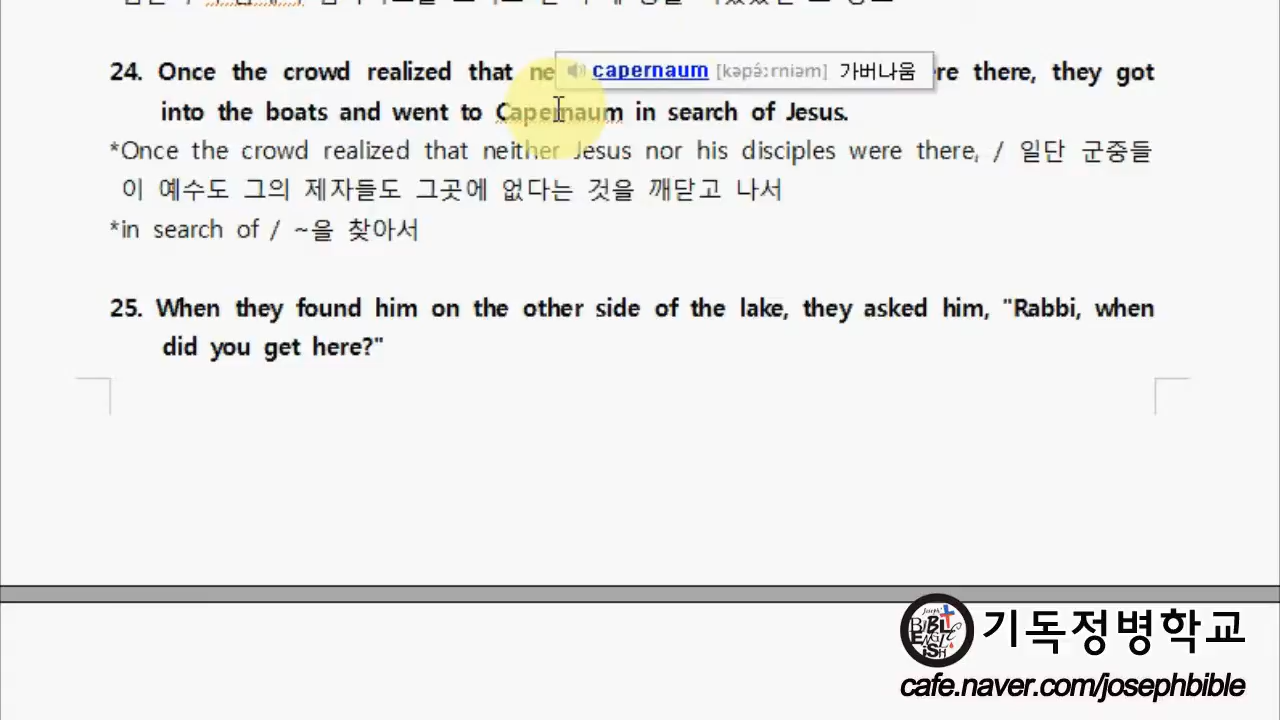 24. Once the crowd realized that ne capernaum [kəpə́ːrniəm] 가버나움 re there, they got
into the boats and went to Capernaum in search of Jesus.
*Once the crowd realized that neither Jesus nor his disciples were there, / 일단 군중들
이 예수도 그의 제자들도 그곳에 없다는 것을 깨닫고 나서
*in search of / ~을 찾아서
25. When they found him on the other side of the lake, they asked him, "Rabbi, when
did you get here?"
Joseph's
BIBLE
ENGLISH
기독정병학교
cafe.naver.com/josephbible